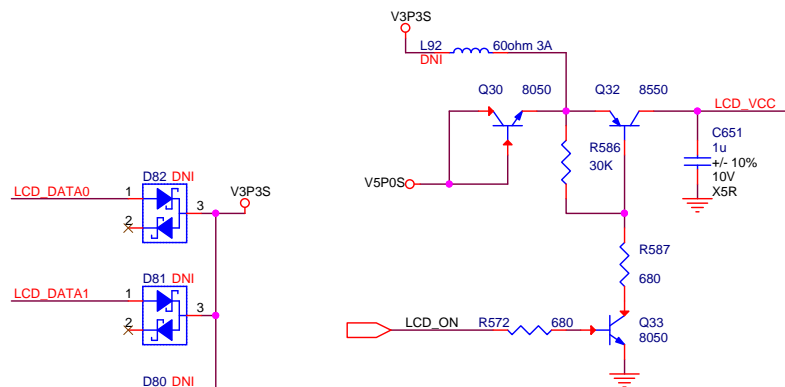 V3P3S
L92
60ohm 3A
DNI
Q30
8050
Q32
8550
LCD_VCC
C651
1u
+/- 10%
10V
X5R
R586
30K
D82 DNI
LCD_DATA0
1
2
3
V3P3S
V5P0S
R587
680
D81 DNI
LCD_DATA1
1
2
3
LCD_ON
R572
680
Q33
8050
D80 DNI